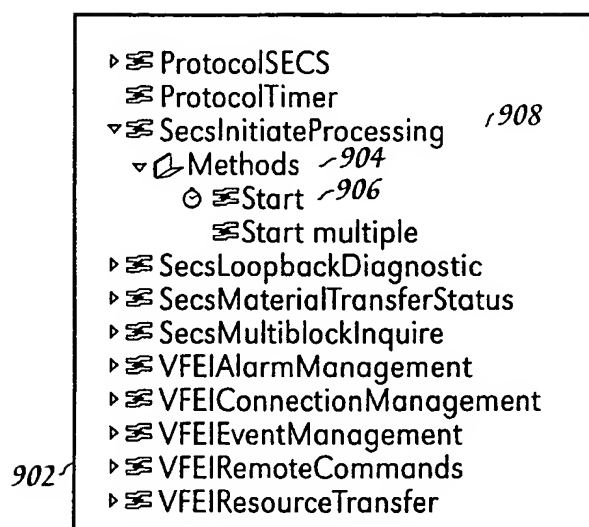 ProtocolSECS
ProtocolTimer
SecsInitiateProcessing 908
Methods 904
Start 906
Start multiple
SecsLoopbackDiagnostic
SecsMaterialTransferStatus
SecsMultiblockInquire
VFEIAlarmManagement
VFEIConnectionManagement
VFEIEventManagement
902 VFEIRemoteCommands
VFEIResourceTransfer